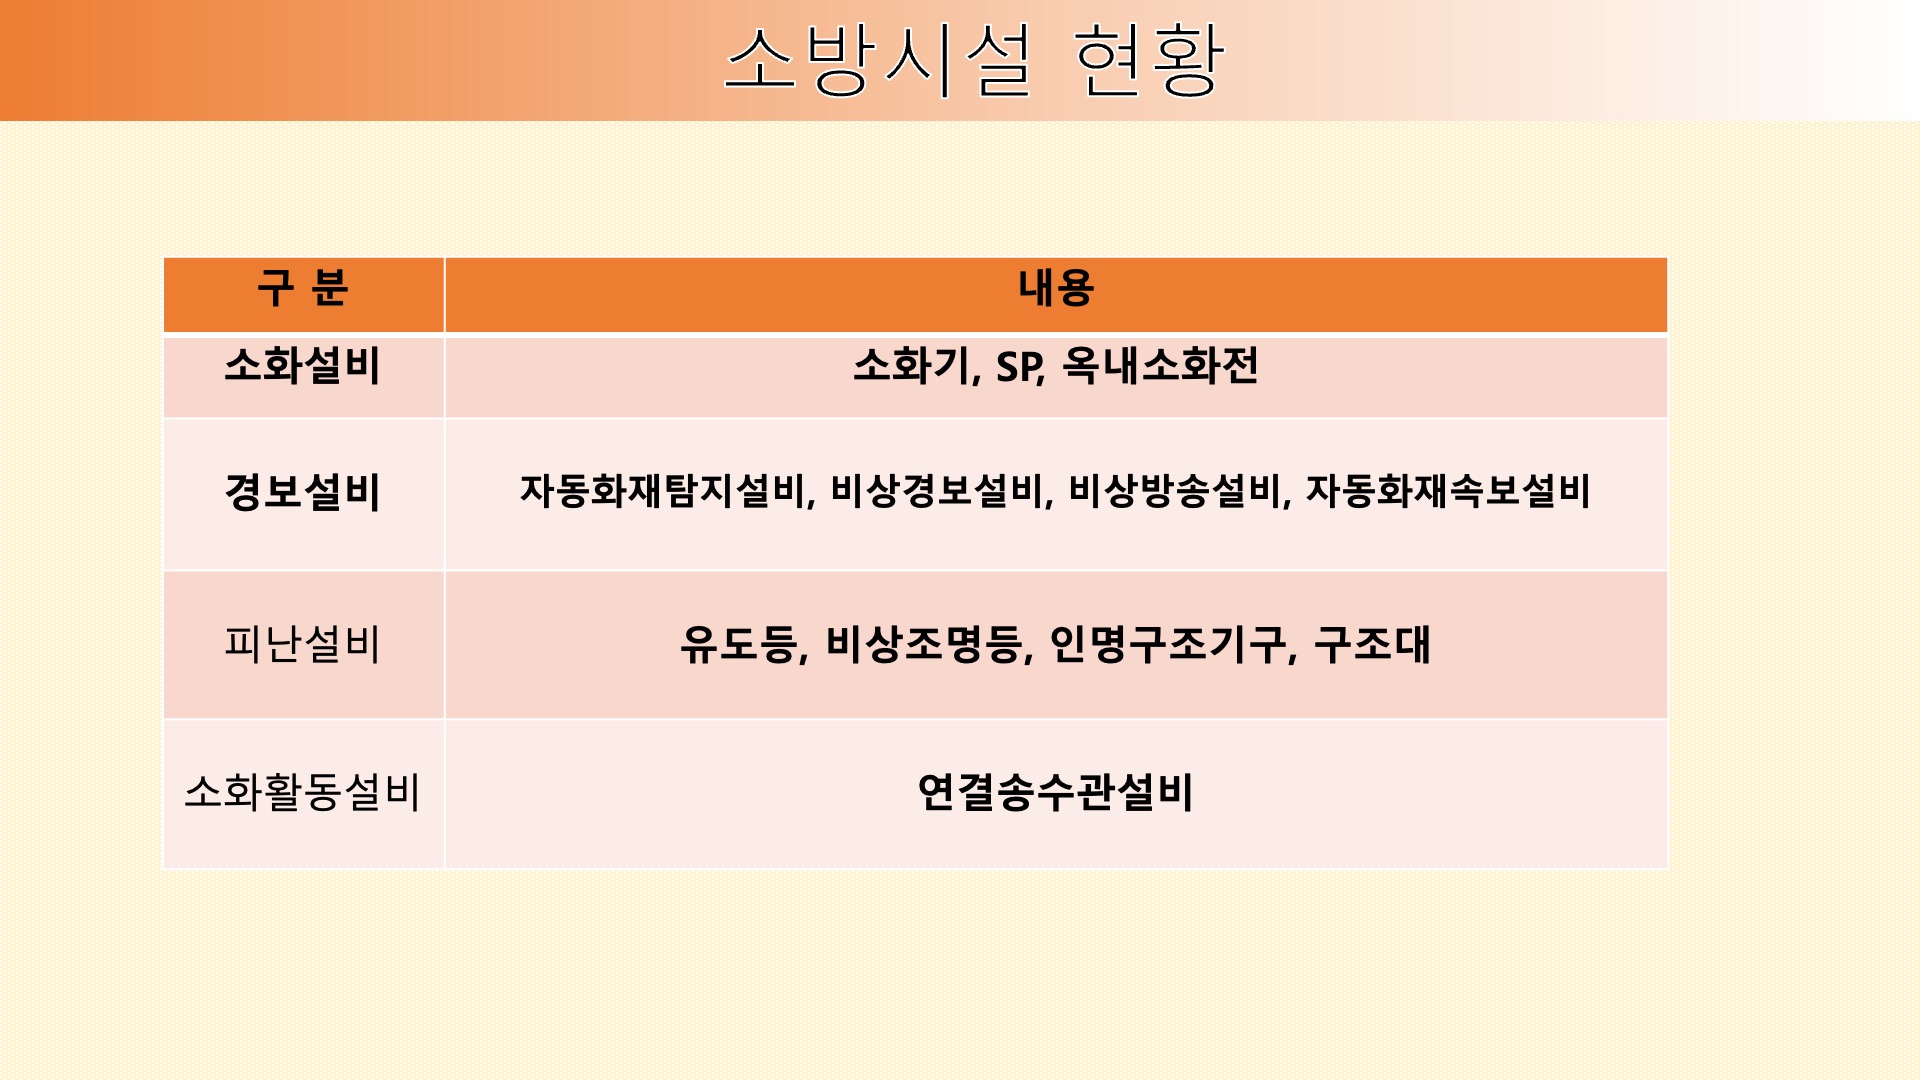 소방시설 현황
구 분 내용
소화설비 소화기, SP, 옥내소화전
경보설비 자동화재탐지설비, 비상경보설비, 비상방송설비, 자동화재속보설비
피난설비 유도등, 비상조명등, 인명구조기구, 구조대
소화활동설비 연결송수관설비